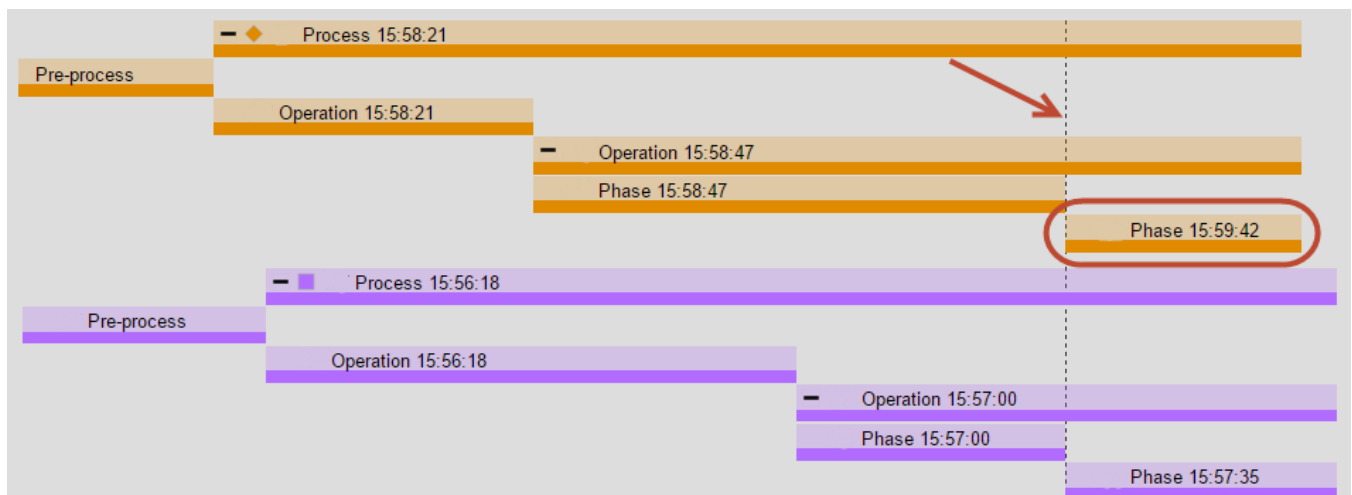 Process 15:58:21
Pre-process
Operation 15:58:21
Operation 15:58:47
Phase 15:58:47
Phase 15:59:42
Process 15:56:18
Pre-process
Operation 15:56:18
Operation 15:57:00
Phase 15:57:00
Phase 15:57:35